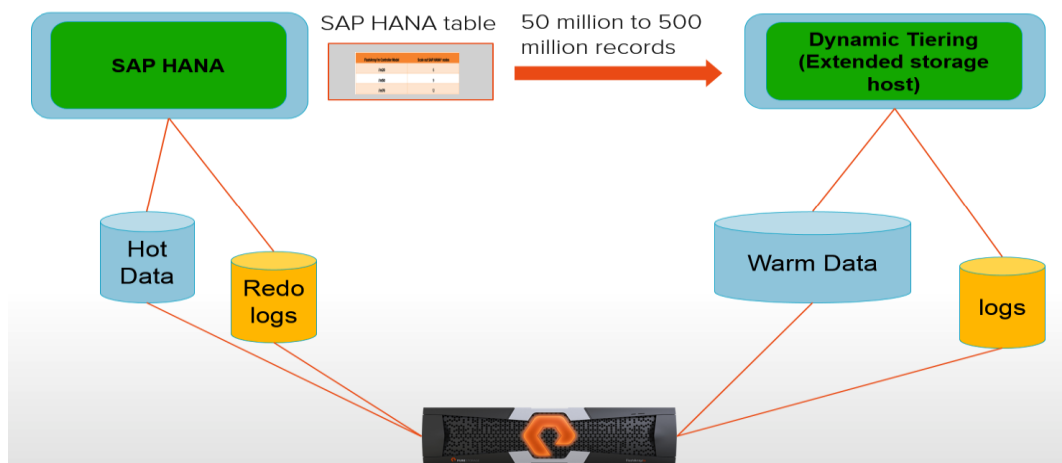 SAP HANA
SAP HANA table
50 million to 500
million records
Dynamic Tiering
(Extended storage
host)
Hot
Data
Redo
logs
Warm Data
logs